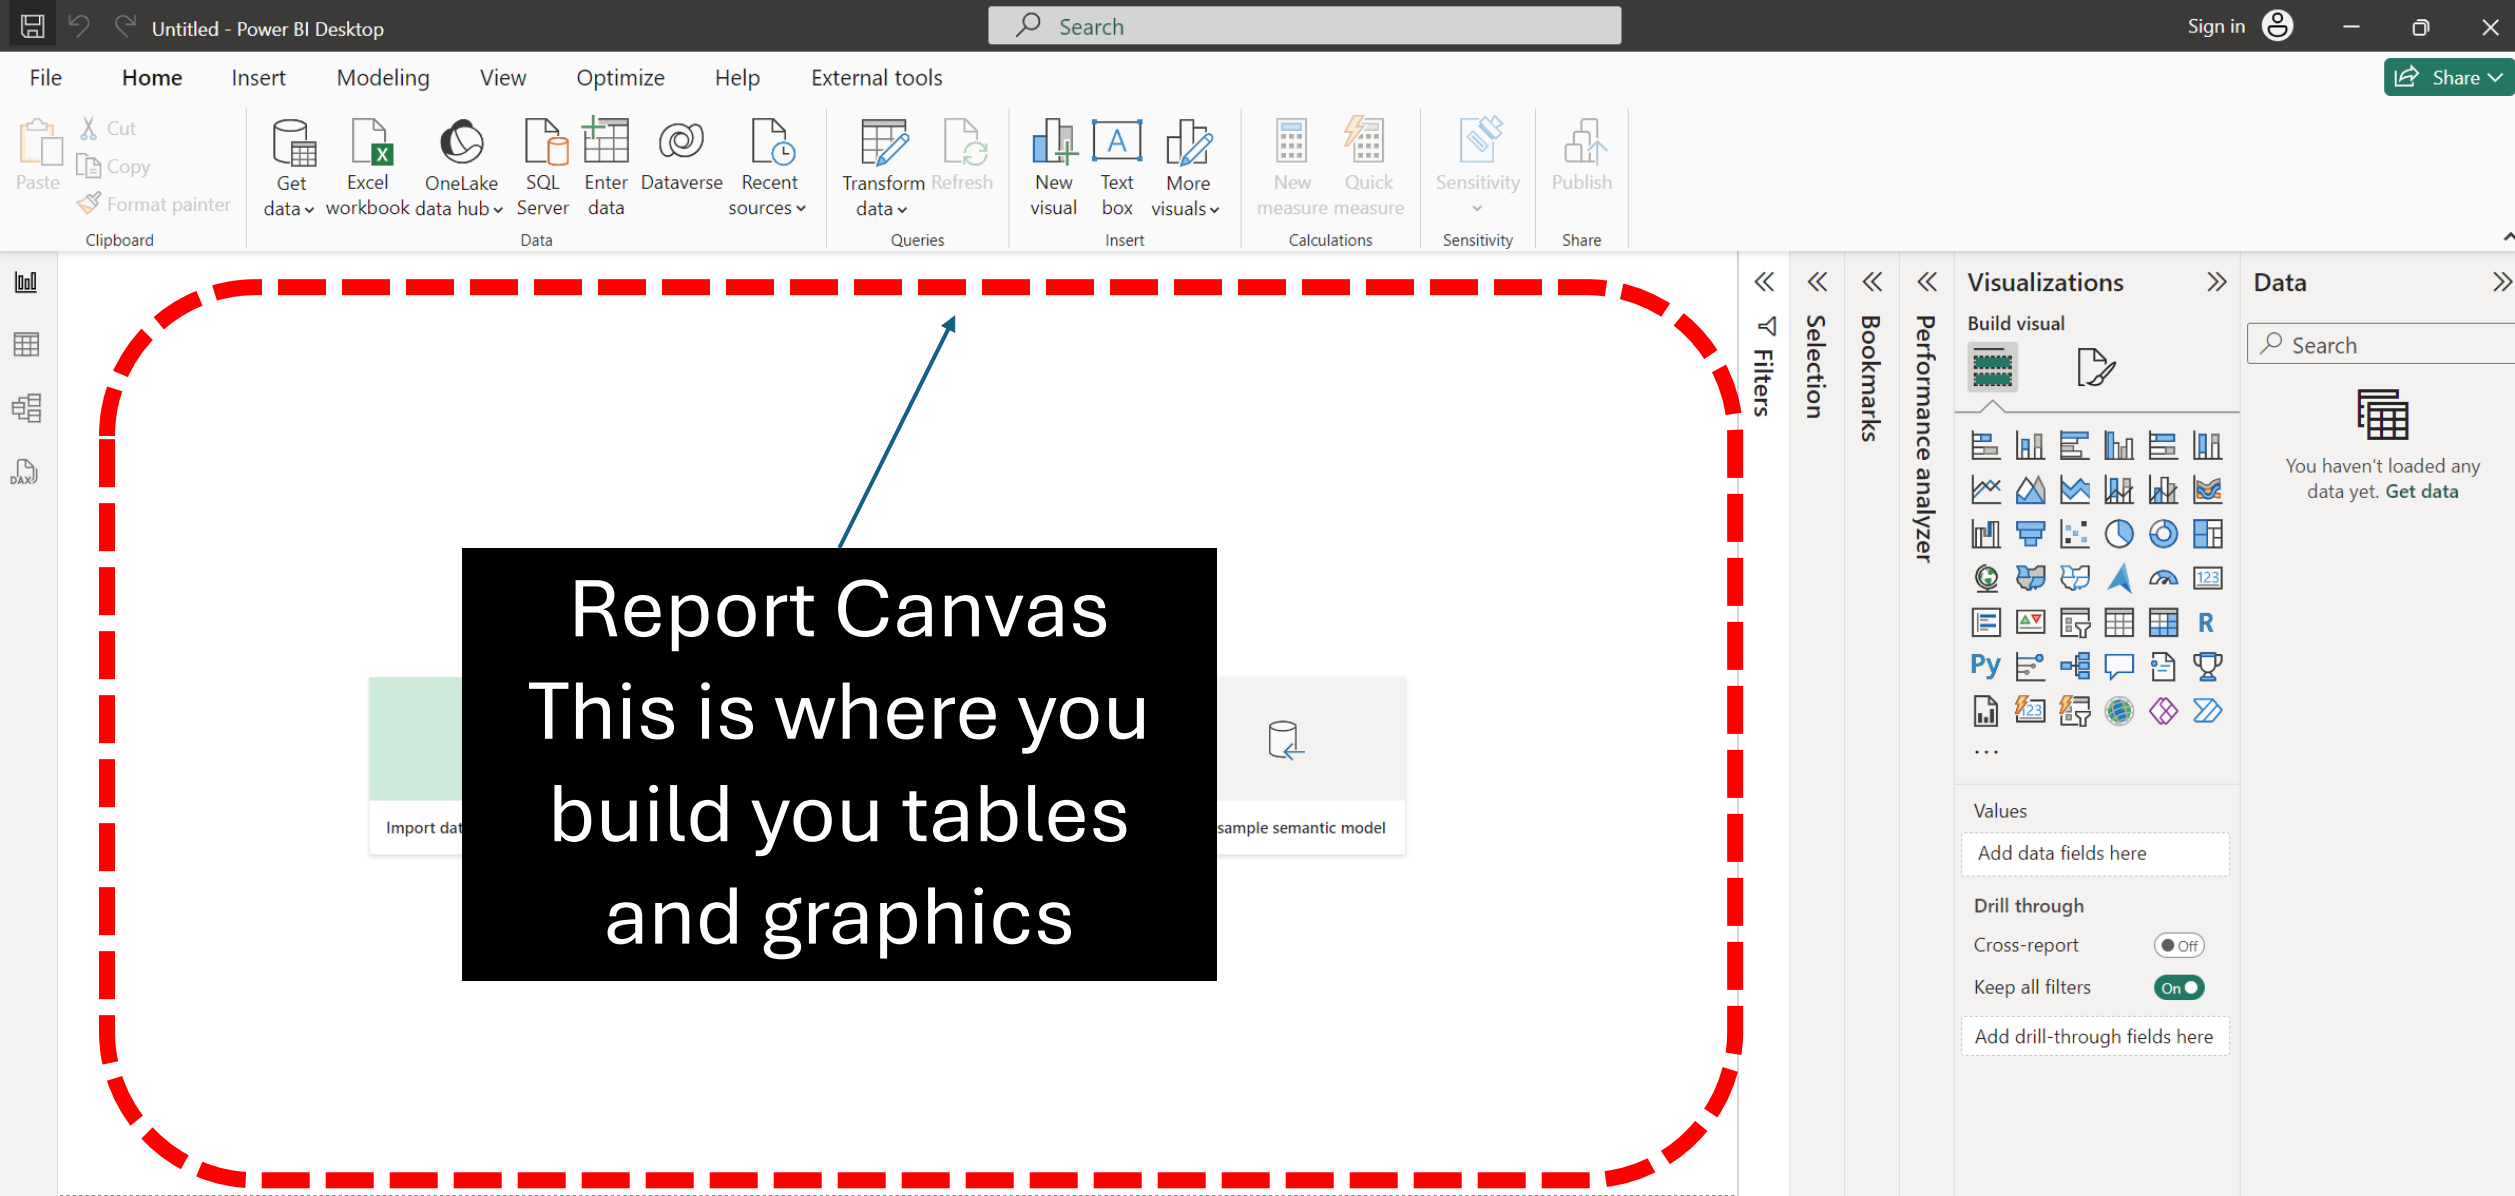 Untitled - Power BI Desktop
Search
Sign in
File Home Insert Modeling View Optimize Help External tools
Share
Paste
Cut
Copy
Format painter
Clipboard
Get data
Excel workbook
OneLake data hub
SQL Server
Enter data
Dataverse
Recent sources
Data
Transform data
Refresh
Queries
New visual
Text box
More visuals
Insert
New measure
Quick measure
Calculations
Sensitivity
Sensitivity
Publish
Share
DAX
Report Canvas
This is where you
build you tables
and graphics
Import dat
sample semantic model
Filters
Selection
Bookmarks
Performance analyzer
Visualizations
Build visual
123
R
Py
123
...
Values
Add data fields here
Drill through
Cross-report
Off
Keep all filters
On
Add drill-through fields here
Data
Search
You haven't loaded any
data yet. Get data